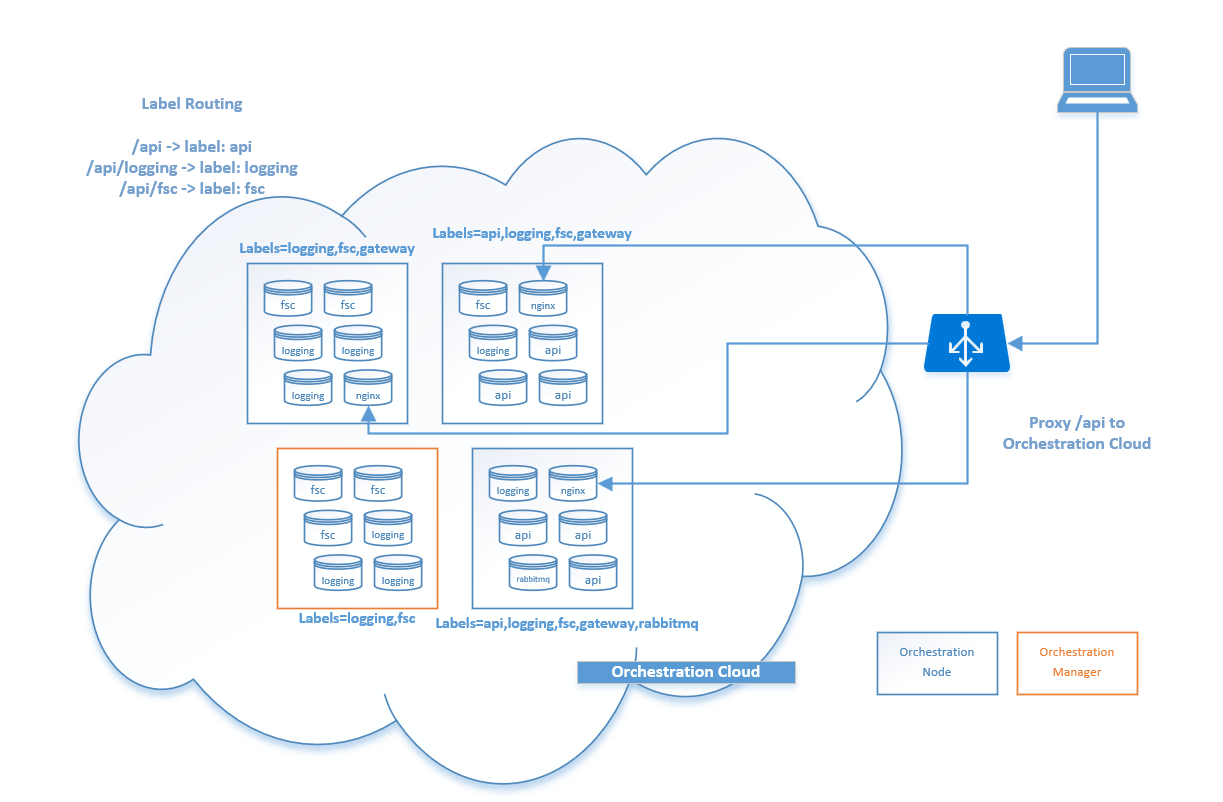 Label Routing
/api -> label: api
/api/logging -> label: logging
/api/fsc -> label: fsc
Labels=logging,fsc,gateway
fsc fsc
logging logging
logging nginx
Labels=api,logging,fsc,gateway
fsc nginx
logging api
api api
Proxy /api to
Orchestration Cloud
fsc fsc
fsc logging
logging logging
Labels=logging,fsc
logging nginx
api api
rabbitmq api
Labels=api,logging,fsc,gateway,rabbitmq
Orchestration Cloud
Orchestration
Node
Orchestration
Manager